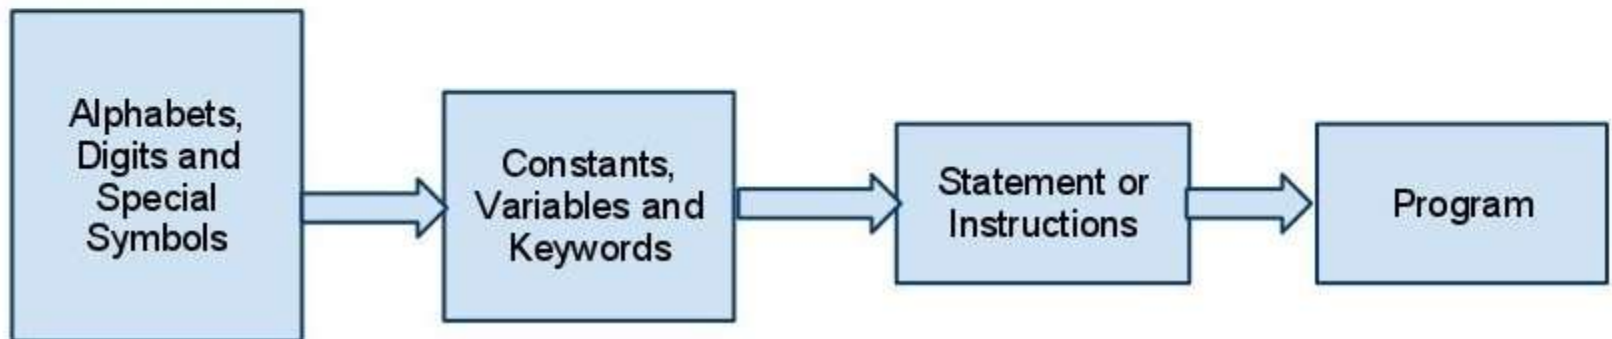 Alphabets,
Digits and
Special
Symbols
Constants,
Variables and
Keywords
Statement or
Instructions
Program